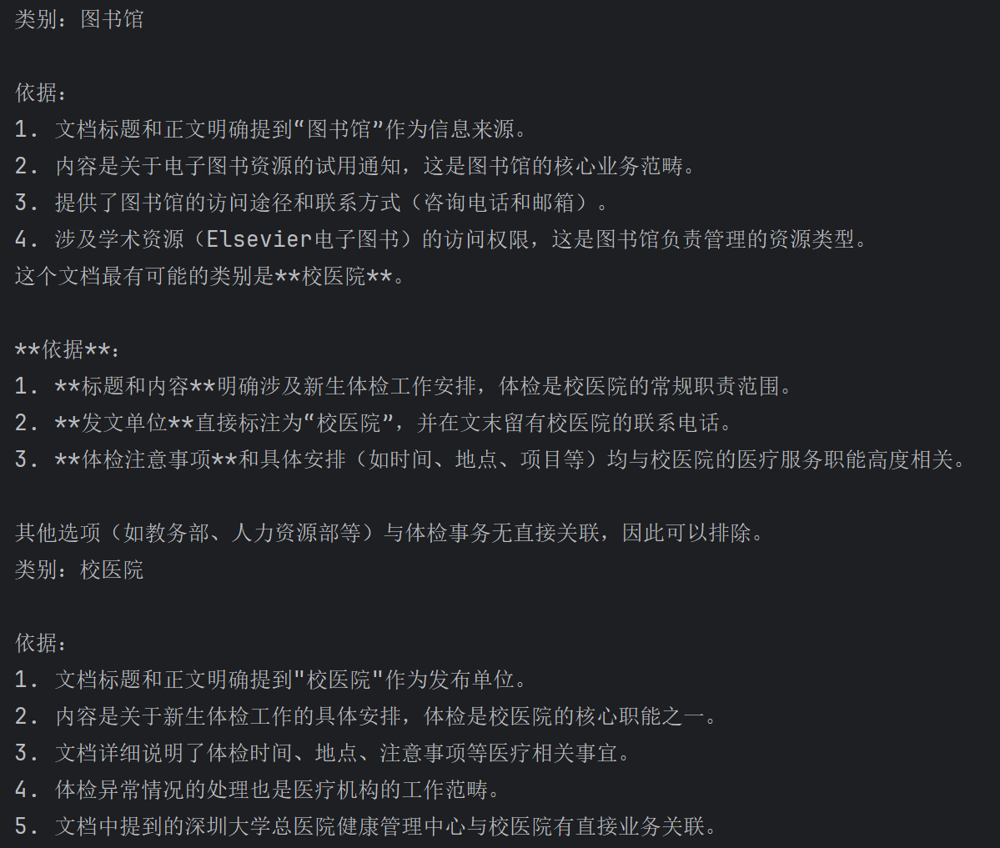 类别：图书馆
依据：
1. 文档标题和正文明确提到“图书馆”作为信息来源。
2. 内容是关于电子图书资源的试用通知，这是图书馆的核心业务范畴。
3. 提供了图书馆的访问途径和联系方式（咨询电话和邮箱）。
4. 涉及学术资源（Elsevier电子图书）的访问权限，这是图书馆负责管理的资源类型。
这个文档最有可能的类别是**校医院**。
**依据**：
1. **标题和内容**明确涉及新生体检工作安排，体检是校医院的常规职责范围。
2. **发文单位**直接标注为“校医院”，并在文末留有校医院的联系电话。
3. **体检注意事项**和具体安排（如时间、地点、项目等）均与校医院的医疗服务职能高度相关。
其他选项（如教务部、人力资源部等）与体检事务无直接关联，因此可以排除。
类别：校医院
依据：
1. 文档标题和正文明确提到"校医院"作为发布单位。
2. 内容是关于新生体检工作的具体安排，体检是校医院的核心职能之一。
3. 文档详细说明了体检时间、地点、注意事项等医疗相关事宜。
4. 体检异常情况的处理也是医疗机构的工作范畴。
5. 文档中提到的深圳大学总医院健康管理中心与校医院有直接业务关联。